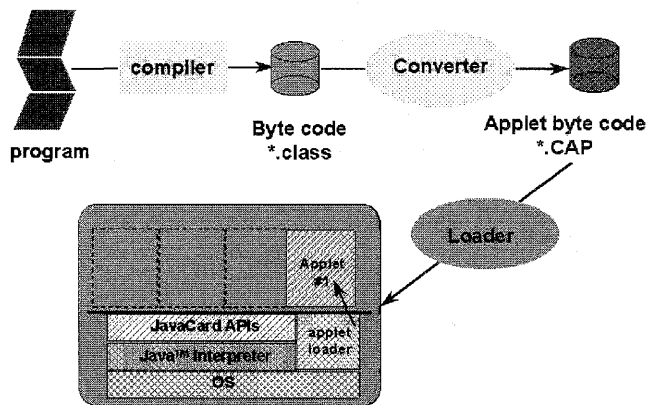 compiler
Converter
program
Byte code
*.class
Applet byte code
*.CAP
Loader
Applet
#1
JavaCard APIs
applet
loader
Java™ Interpreter
OS